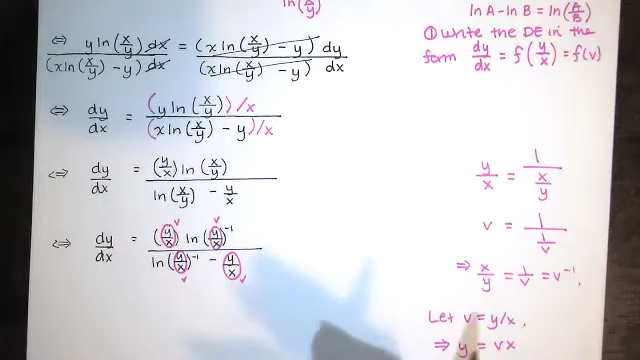 ln(x/y)
ln A - ln B = ln(A/B)
① Write the DE in the
form dy/dx = f(y/x) = f(v)
⇔ y ln(x/y) dx / (x ln(x/y) - y) dx = (x ln(x/y) - y) dy / (x ln(x/y) - y) dx
⇔ dy/dx = (y ln(x/y))/x / (x ln(x/y) - y)/x
⇔ dy/dx = (y/x) ln(x/y) / ln(x/y) - y/x
⇔ dy/dx = (y/x) ln(y/x)⁻¹ / ln(y/x)⁻¹ - y/x
v v
v v
y/x = 1 / (x/y)
v = 1 / (1/v)
⇒ x/y = 1/v = v⁻¹.
Let v = y/x.
⇒ y = vx